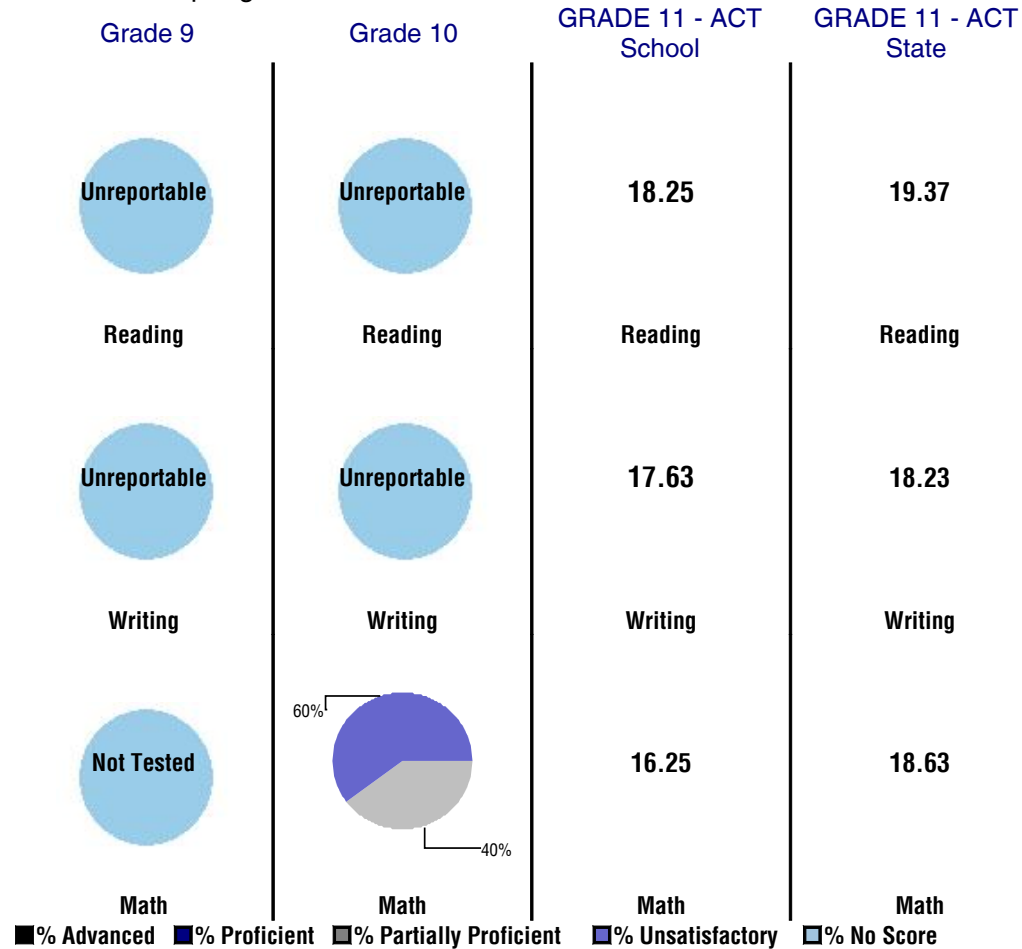 Grade 9 Grade 10 GRADE 11 - ACT School GRADE 11 - ACT State
Unreportable Unreportable 18.25 19.37
Reading Reading Reading Reading
Unreportable Unreportable 17.63 18.23
Writing Writing Writing Writing
60%
Not Tested 16.25 18.63
40%
Math Math Math Math
% Advanced % Proficient % Partially Proficient % Unsatisfactory % No Score